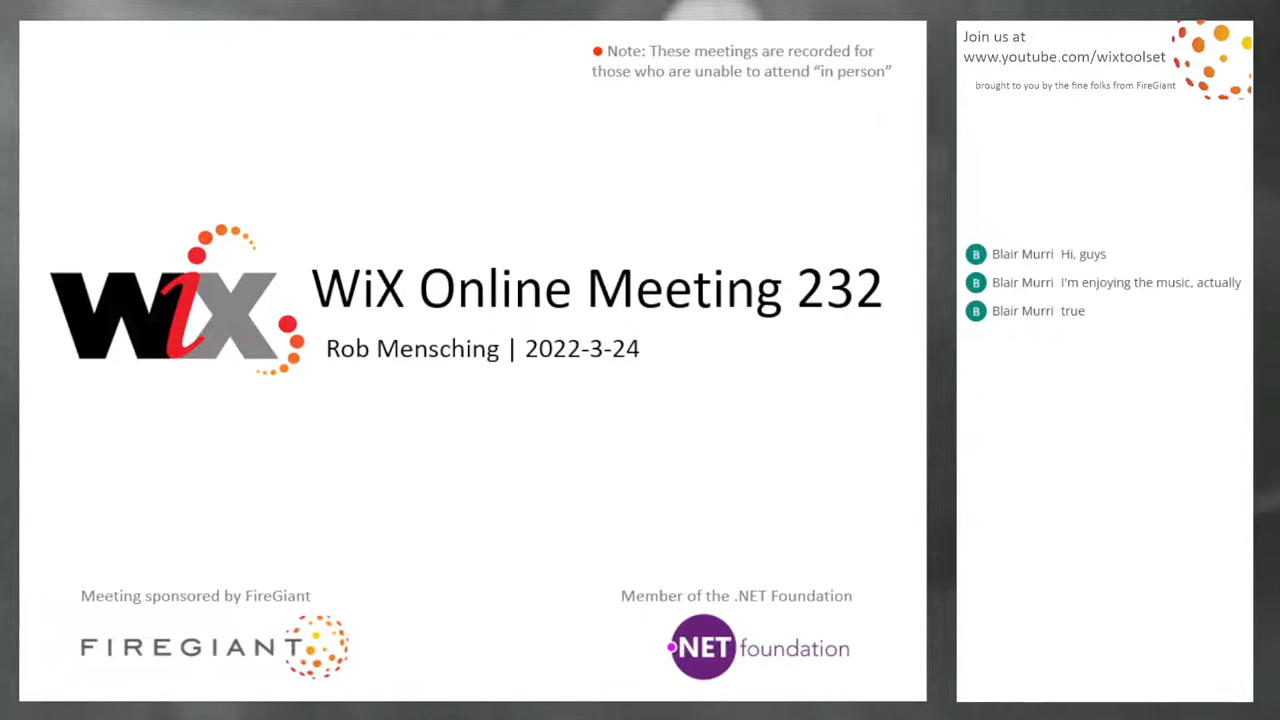 ● Note: These meetings are recorded for
those who are unable to attend “in person”
WiX
WiX Online Meeting 232
Rob Mensching | 2022-3-24
Meeting sponsored by FireGiant
FIREGIANT
Member of the .NET Foundation
.NET foundation
Join us at
www.youtube.com/wixtoolset
brought to you by the fine folks from FireGiant
B Blair Murri Hi, guys
B Blair Murri I'm enjoying the music, actually
B Blair Murri true